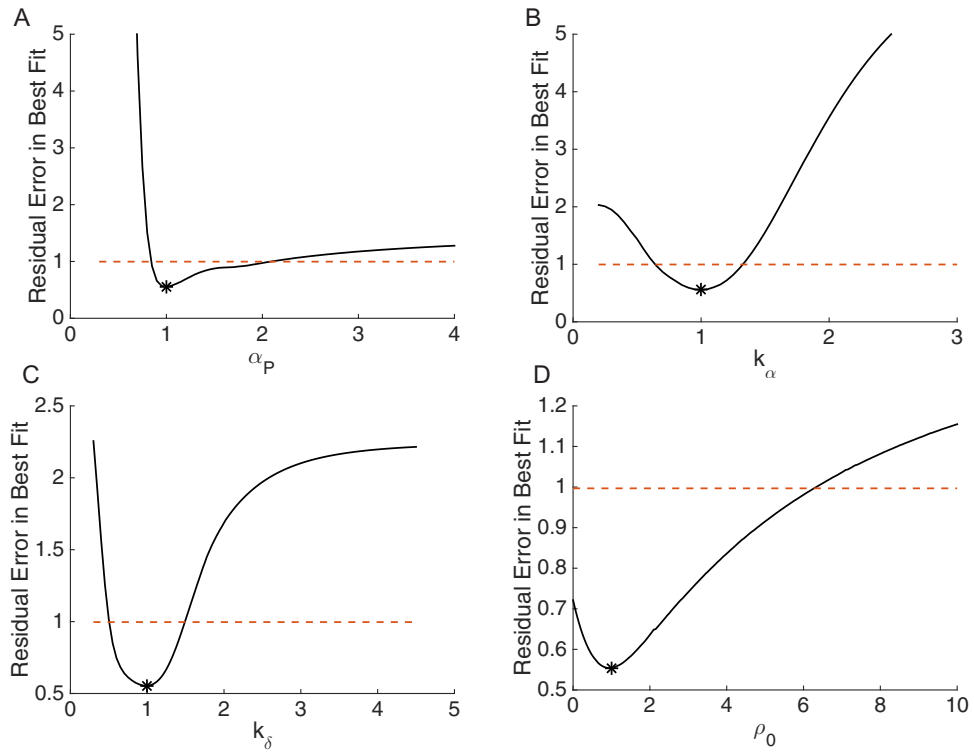 A
Residual Error in Best Fit
5
4
3
2
1
0
0 1 2 3 4
α_P
B
Residual Error in Best Fit
5
4
3
2
1
0
0 1 2 3
k_α
C
Residual Error in Best Fit
2.5
2
1.5
1
0.5
0 1 2 3 4 5
k_δ
D
Residual Error in Best Fit
1.2
1.1
1
0.9
0.8
0.7
0.6
0.5
0 2 4 6 8 10
ρ_0